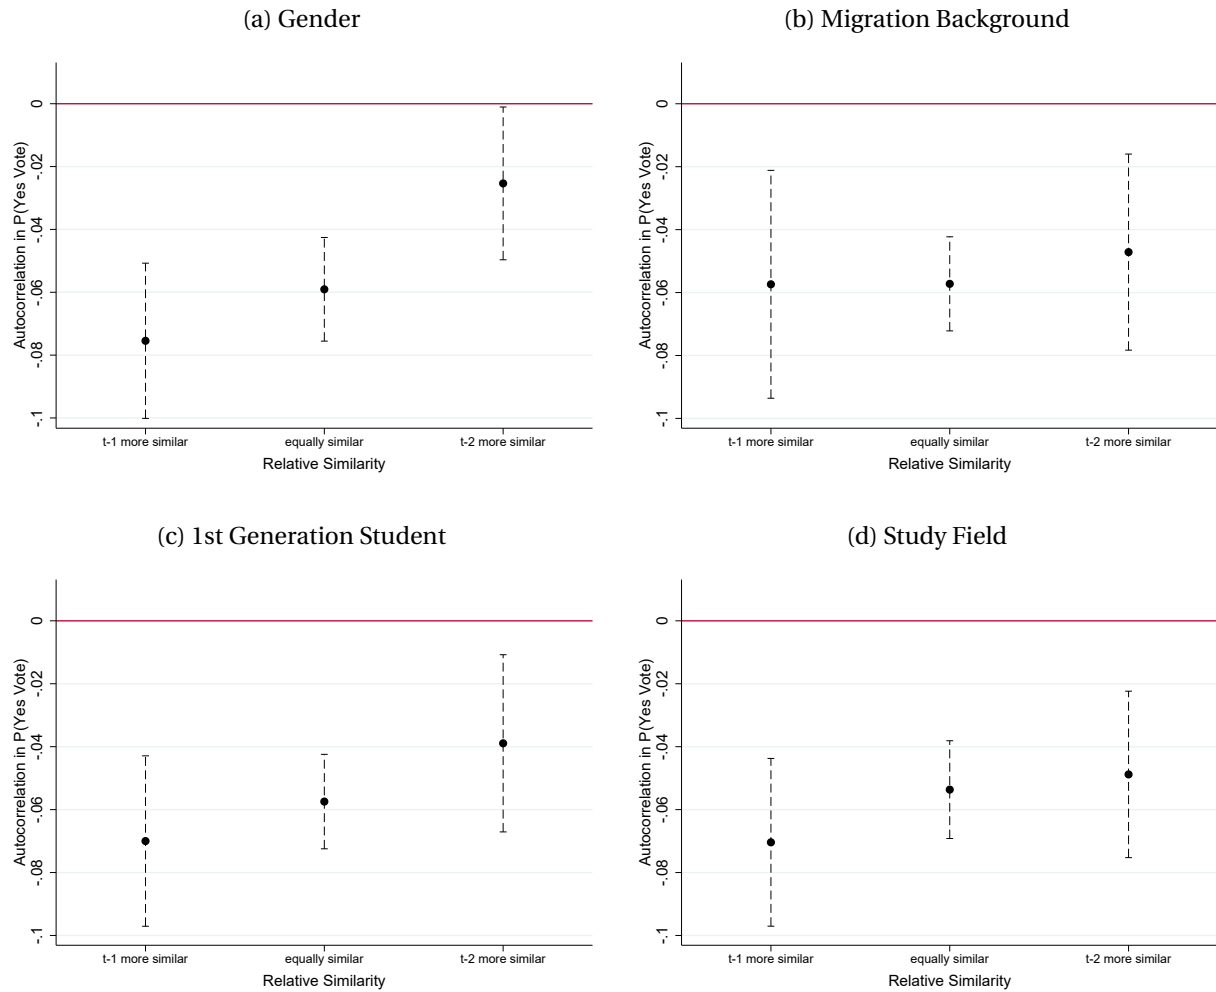 (a) Gender
Autocorrelation in P(Yes Vote)
0
-.02
-.04
-.06
-.08
-.1
t-1 more similar
equally similar
t-2 more similar
Relative Similarity
(b) Migration Background
Autocorrelation in P(Yes Vote)
0
-.02
-.04
-.06
-.08
-.1
t-1 more similar
equally similar
t-2 more similar
Relative Similarity
(c) 1st Generation Student
Autocorrelation in P(Yes Vote)
0
-.02
-.04
-.06
-.08
-.1
t-1 more similar
equally similar
t-2 more similar
Relative Similarity
(d) Study Field
Autocorrelation in P(Yes Vote)
0
-.02
-.04
-.06
-.08
-.1
t-1 more similar
equally similar
t-2 more similar
Relative Similarity